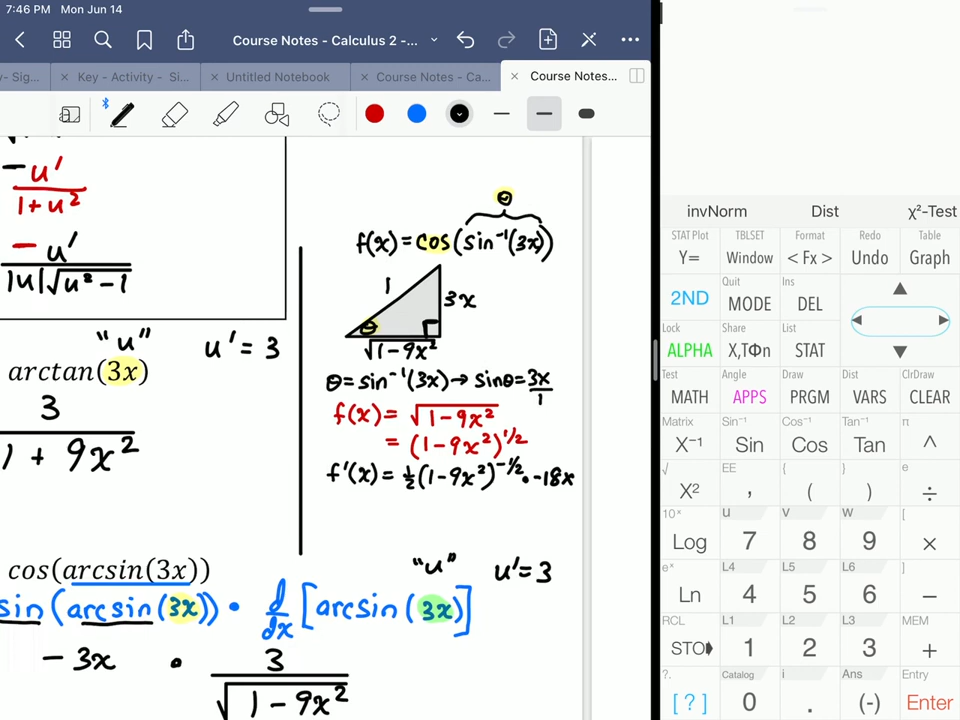 7:46 PM Mon Jun 14
Course Notes - Calculus 2 -...
y- Sig...
Key - Activity - Si...
Untitled Notebook
Course Notes - Ca...
Course Notes...
-u'
1+u²
-u'
|u|√u²-1
"u" u'=3
arctan(3x)
3
1 + 9x²
θ
f(x) = cos(sin⁻¹(3x))
1
3x
θ
√1-9x²
θ = sin⁻¹(3x) → sinθ = 3x/1
f(x) = √1-9x²
= (1-9x²)^1/2
f'(x) = ½(1-9x²)^-1/2 • -18x
cos(arcsin(3x))
"u" u'=3
sin(arcsin(3x)) • d/dx [arcsin(3x)]
-3x • 3
√1-9x²
invNorm Dist χ²-Test
STAT Plot TBLSET Format Redo Table
Y= Window < Fx > Undo Graph
Quit Ins
2ND MODE DEL
Lock Share List
ALPHA X,TΦn STAT
Test Angle Draw Dist ClrDraw
MATH APPS PRGM VARS CLEAR
Matrix Sin⁻¹ Cos⁻¹ Tan⁻¹ π
X⁻¹ Sin Cos Tan ^
√ EE { } e
X² , ( ) ÷
10ˣ u v w [
Log 7 8 9 ×
eˣ L4 L5 L6 ]
Ln 4 5 6 −
RCL L1 L2 L3 MEM
STO 1 2 3 +
?. Catalog i Ans Entry
[ ? ] 0 . (-) Enter